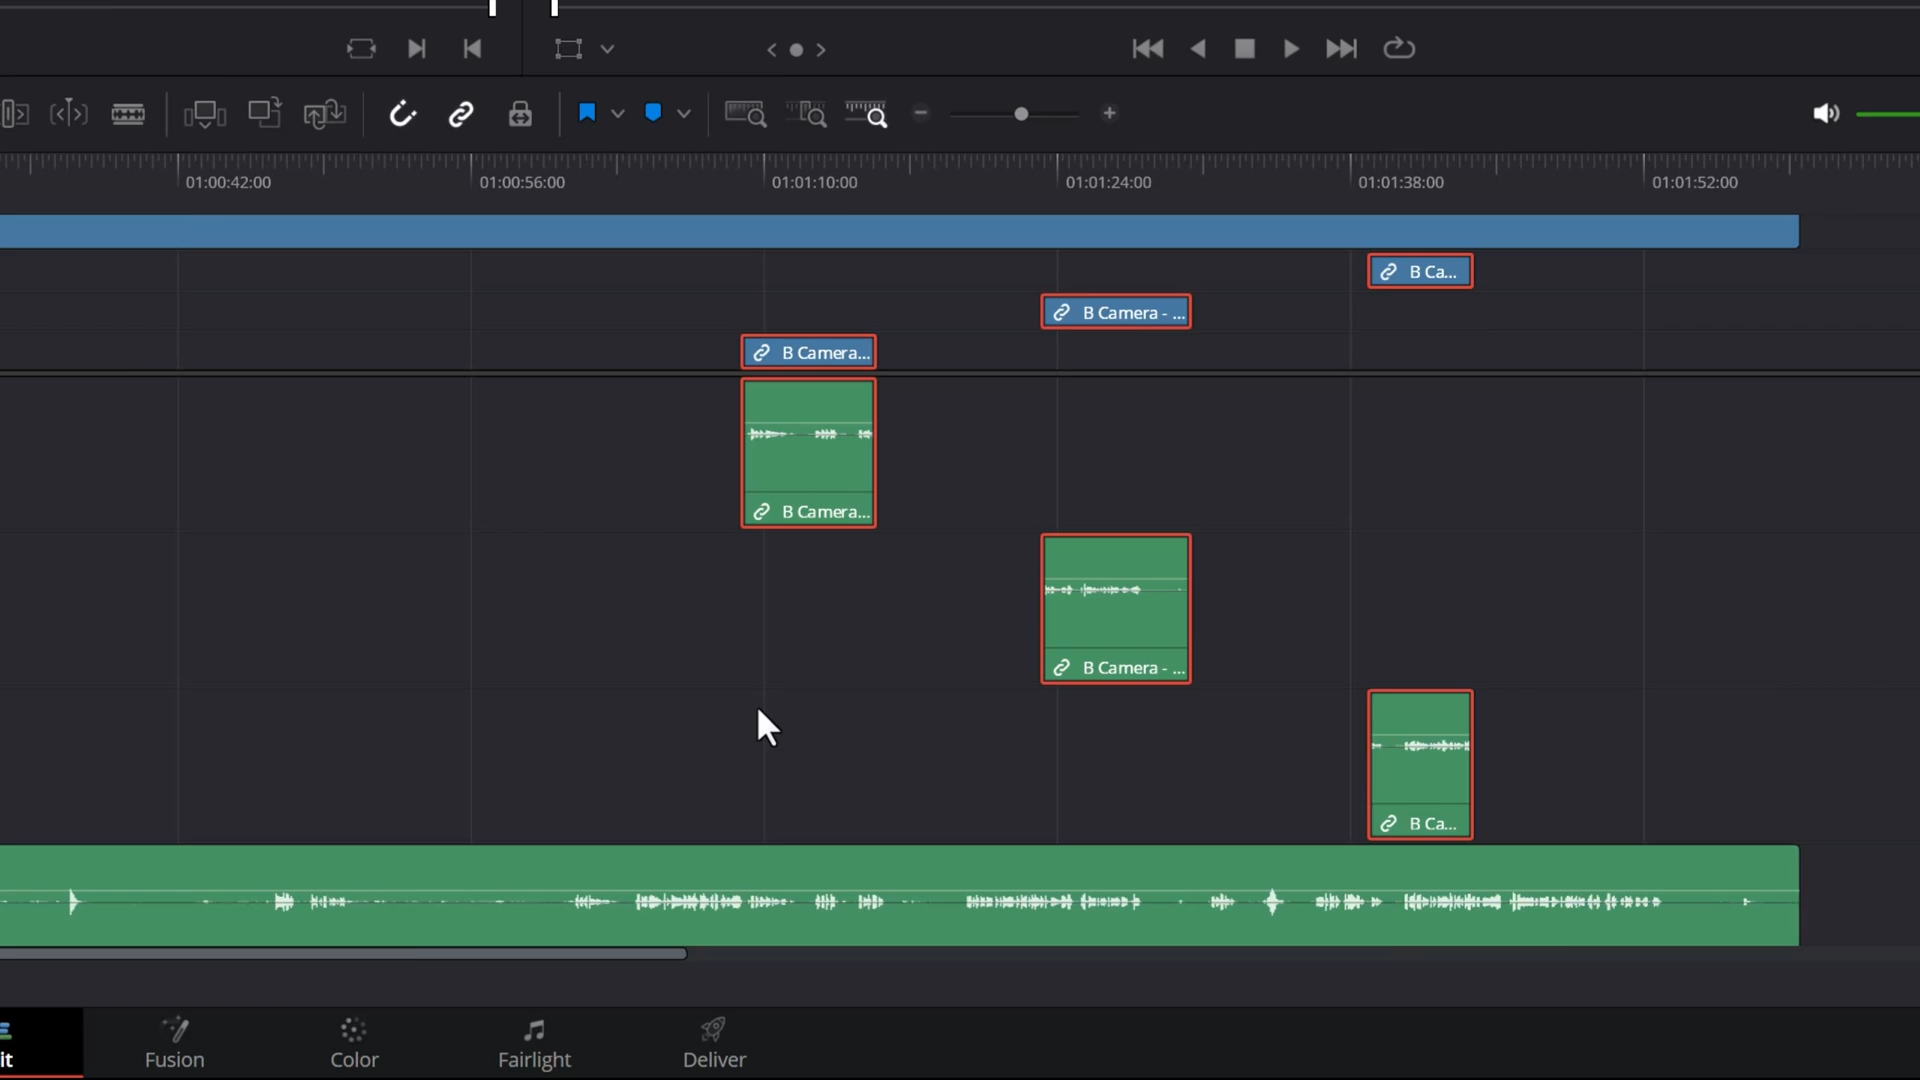 01:00:42:00 01:00:56:00 01:01:10:00 01:01:24:00 01:01:38:00 01:01:52:00
B Ca...
B Camera - ...
B Camera...
B Camera...
B Camera - ...
B Ca...
it Fusion Color Fairlight Deliver